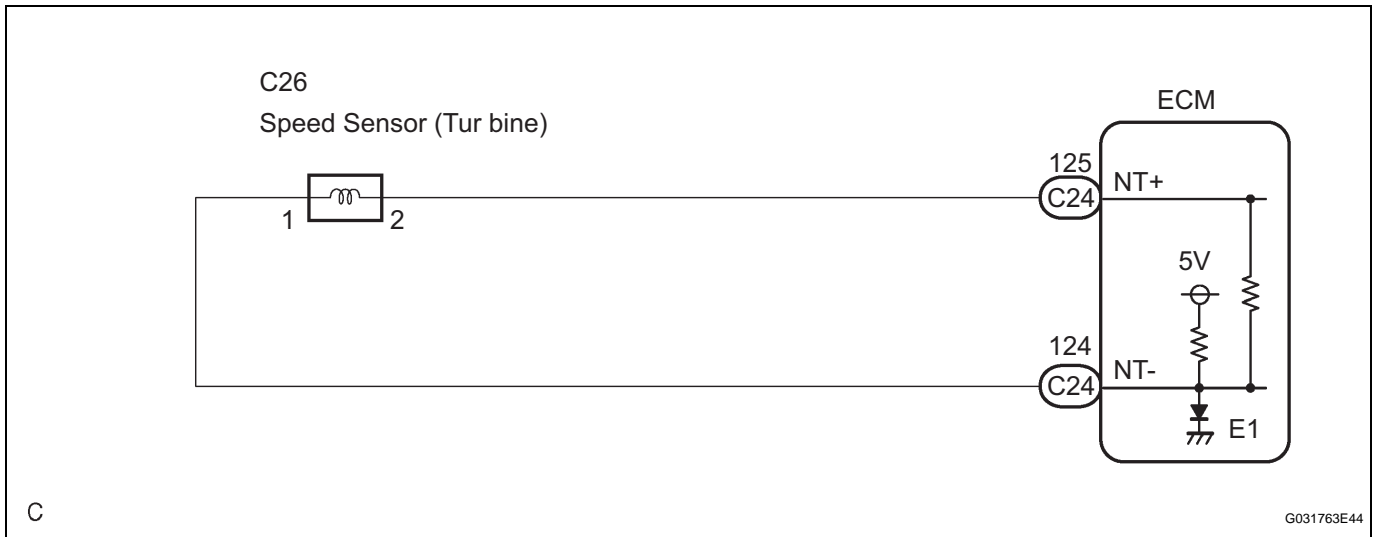 C26
Speed Sensor (Tur bine)
ECM
1
2
125
C24
NT+
5V
124
C24
NT-
E1
C
G031763E44